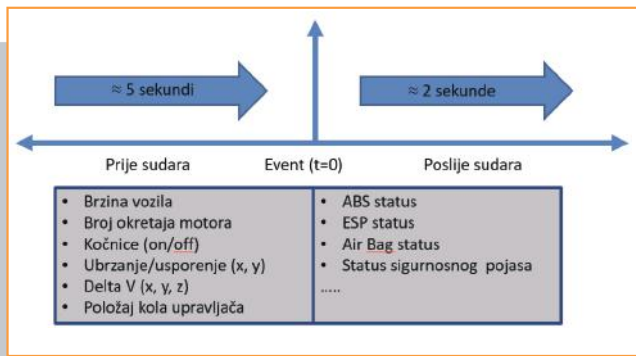 ≈ 5 sekundi
≈ 2 sekunde
Prije sudara
Event (t=0)
Poslije sudara
• Brzina vozila
• Broj okretaja motora
• Kočnice (on/off)
• Ubrzanje/usporenje (x, y)
• Delta V (x, y, z)
• Položaj kola upravljača
• ABS status
• ESP status
• Air Bag status
• Status sigurnosnog pojasa
.....